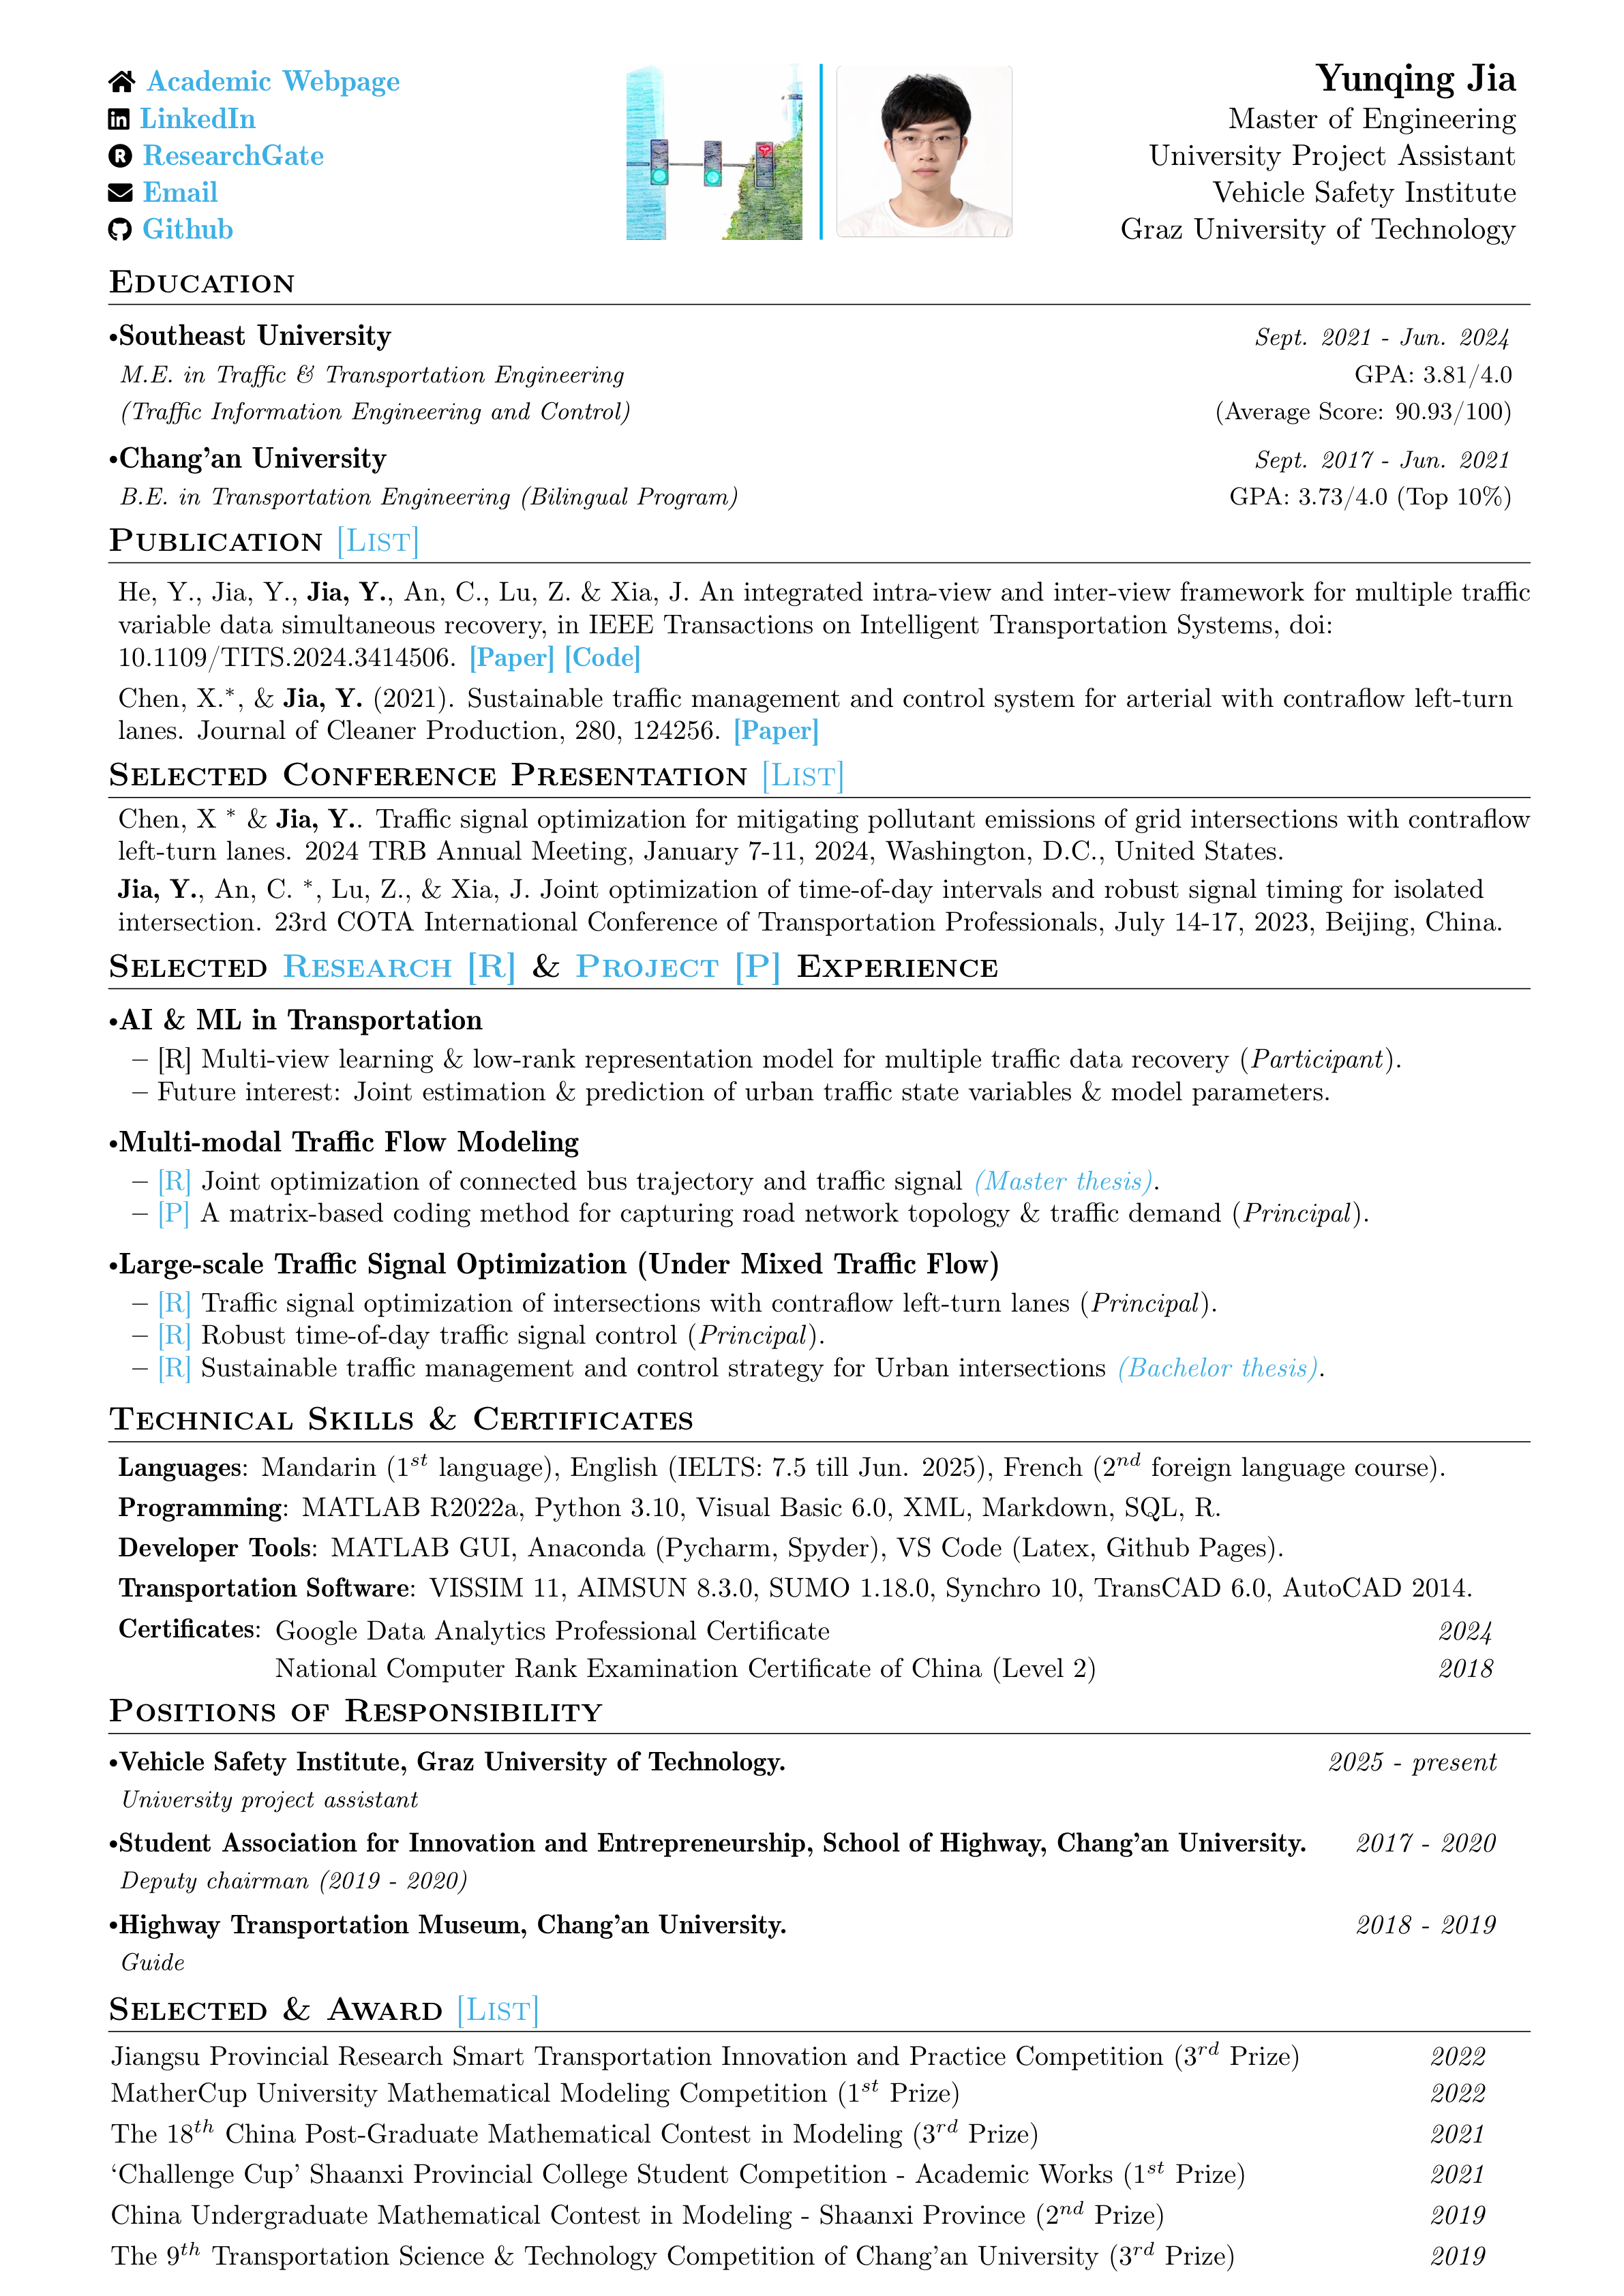 Academic Webpage
LinkedIn
ResearchGate
Email
Github
Yunqing Jia
Master of Engineering
University Project Assistant
Vehicle Safety Institute
Graz University of Technology
EDUCATION
•Southeast University Sept. 2021 - Jun. 2024
M.E. in Traffic & Transportation Engineering GPA: 3.81/4.0
(Traffic Information Engineering and Control) (Average Score: 90.93/100)
•Chang'an University Sept. 2017 - Jun. 2021
B.E. in Transportation Engineering (Bilingual Program) GPA: 3.73/4.0 (Top 10%)
PUBLICATION [LIST]
He, Y., Jia, Y., Jia, Y., An, C., Lu, Z. & Xia, J. An integrated intra-view and inter-view framework for multiple traffic
variable data simultaneous recovery, in IEEE Transactions on Intelligent Transportation Systems, doi:
10.1109/TITS.2024.3414506. [Paper] [Code]
Chen, X.*, & Jia, Y. (2021). Sustainable traffic management and control system for arterial with contraflow left-turn
lanes. Journal of Cleaner Production, 280, 124256. [Paper]
SELECTED CONFERENCE PRESENTATION [LIST]
Chen, X * & Jia, Y.. Traffic signal optimization for mitigating pollutant emissions of grid intersections with contraflow
left-turn lanes. 2024 TRB Annual Meeting, January 7-11, 2024, Washington, D.C., United States.
Jia, Y., An, C. *, Lu, Z., & Xia, J. Joint optimization of time-of-day intervals and robust signal timing for isolated
intersection. 23rd COTA International Conference of Transportation Professionals, July 14-17, 2023, Beijing, China.
SELECTED RESEARCH [R] & PROJECT [P] EXPERIENCE
•AI & ML in Transportation
– [R] Multi-view learning & low-rank representation model for multiple traffic data recovery (Participant).
– Future interest: Joint estimation & prediction of urban traffic state variables & model parameters.
•Multi-modal Traffic Flow Modeling
– [R] Joint optimization of connected bus trajectory and traffic signal (Master thesis).
– [P] A matrix-based coding method for capturing road network topology & traffic demand (Principal).
•Large-scale Traffic Signal Optimization (Under Mixed Traffic Flow)
– [R] Traffic signal optimization of intersections with contraflow left-turn lanes (Principal).
– [R] Robust time-of-day traffic signal control (Principal).
– [R] Sustainable traffic management and control strategy for Urban intersections (Bachelor thesis).
TECHNICAL SKILLS & CERTIFICATES
Languages: Mandarin (1st language), English (IELTS: 7.5 till Jun. 2025), French (2nd foreign language course).
Programming: MATLAB R2022a, Python 3.10, Visual Basic 6.0, XML, Markdown, SQL, R.
Developer Tools: MATLAB GUI, Anaconda (Pycharm, Spyder), VS Code (Latex, Github Pages).
Transportation Software: VISSIM 11, AIMSUN 8.3.0, SUMO 1.18.0, Synchro 10, TransCAD 6.0, AutoCAD 2014.
Certificates: Google Data Analytics Professional Certificate 2024
National Computer Rank Examination Certificate of China (Level 2) 2018
POSITIONS OF RESPONSIBILITY
•Vehicle Safety Institute, Graz University of Technology. 2025 - present
University project assistant
•Student Association for Innovation and Entrepreneurship, School of Highway, Chang'an University. 2017 - 2020
Deputy chairman (2019 - 2020)
•Highway Transportation Museum, Chang'an University. 2018 - 2019
Guide
SELECTED & AWARD [LIST]
Jiangsu Provincial Research Smart Transportation Innovation and Practice Competition (3rd Prize) 2022
MatherCup University Mathematical Modeling Competition (1st Prize) 2022
The 18th China Post-Graduate Mathematical Contest in Modeling (3rd Prize) 2021
‘Challenge Cup’ Shaanxi Provincial College Student Competition - Academic Works (1st Prize) 2021
China Undergraduate Mathematical Contest in Modeling - Shaanxi Province (2nd Prize) 2019
The 9th Transportation Science & Technology Competition of Chang'an University (3rd Prize) 2019